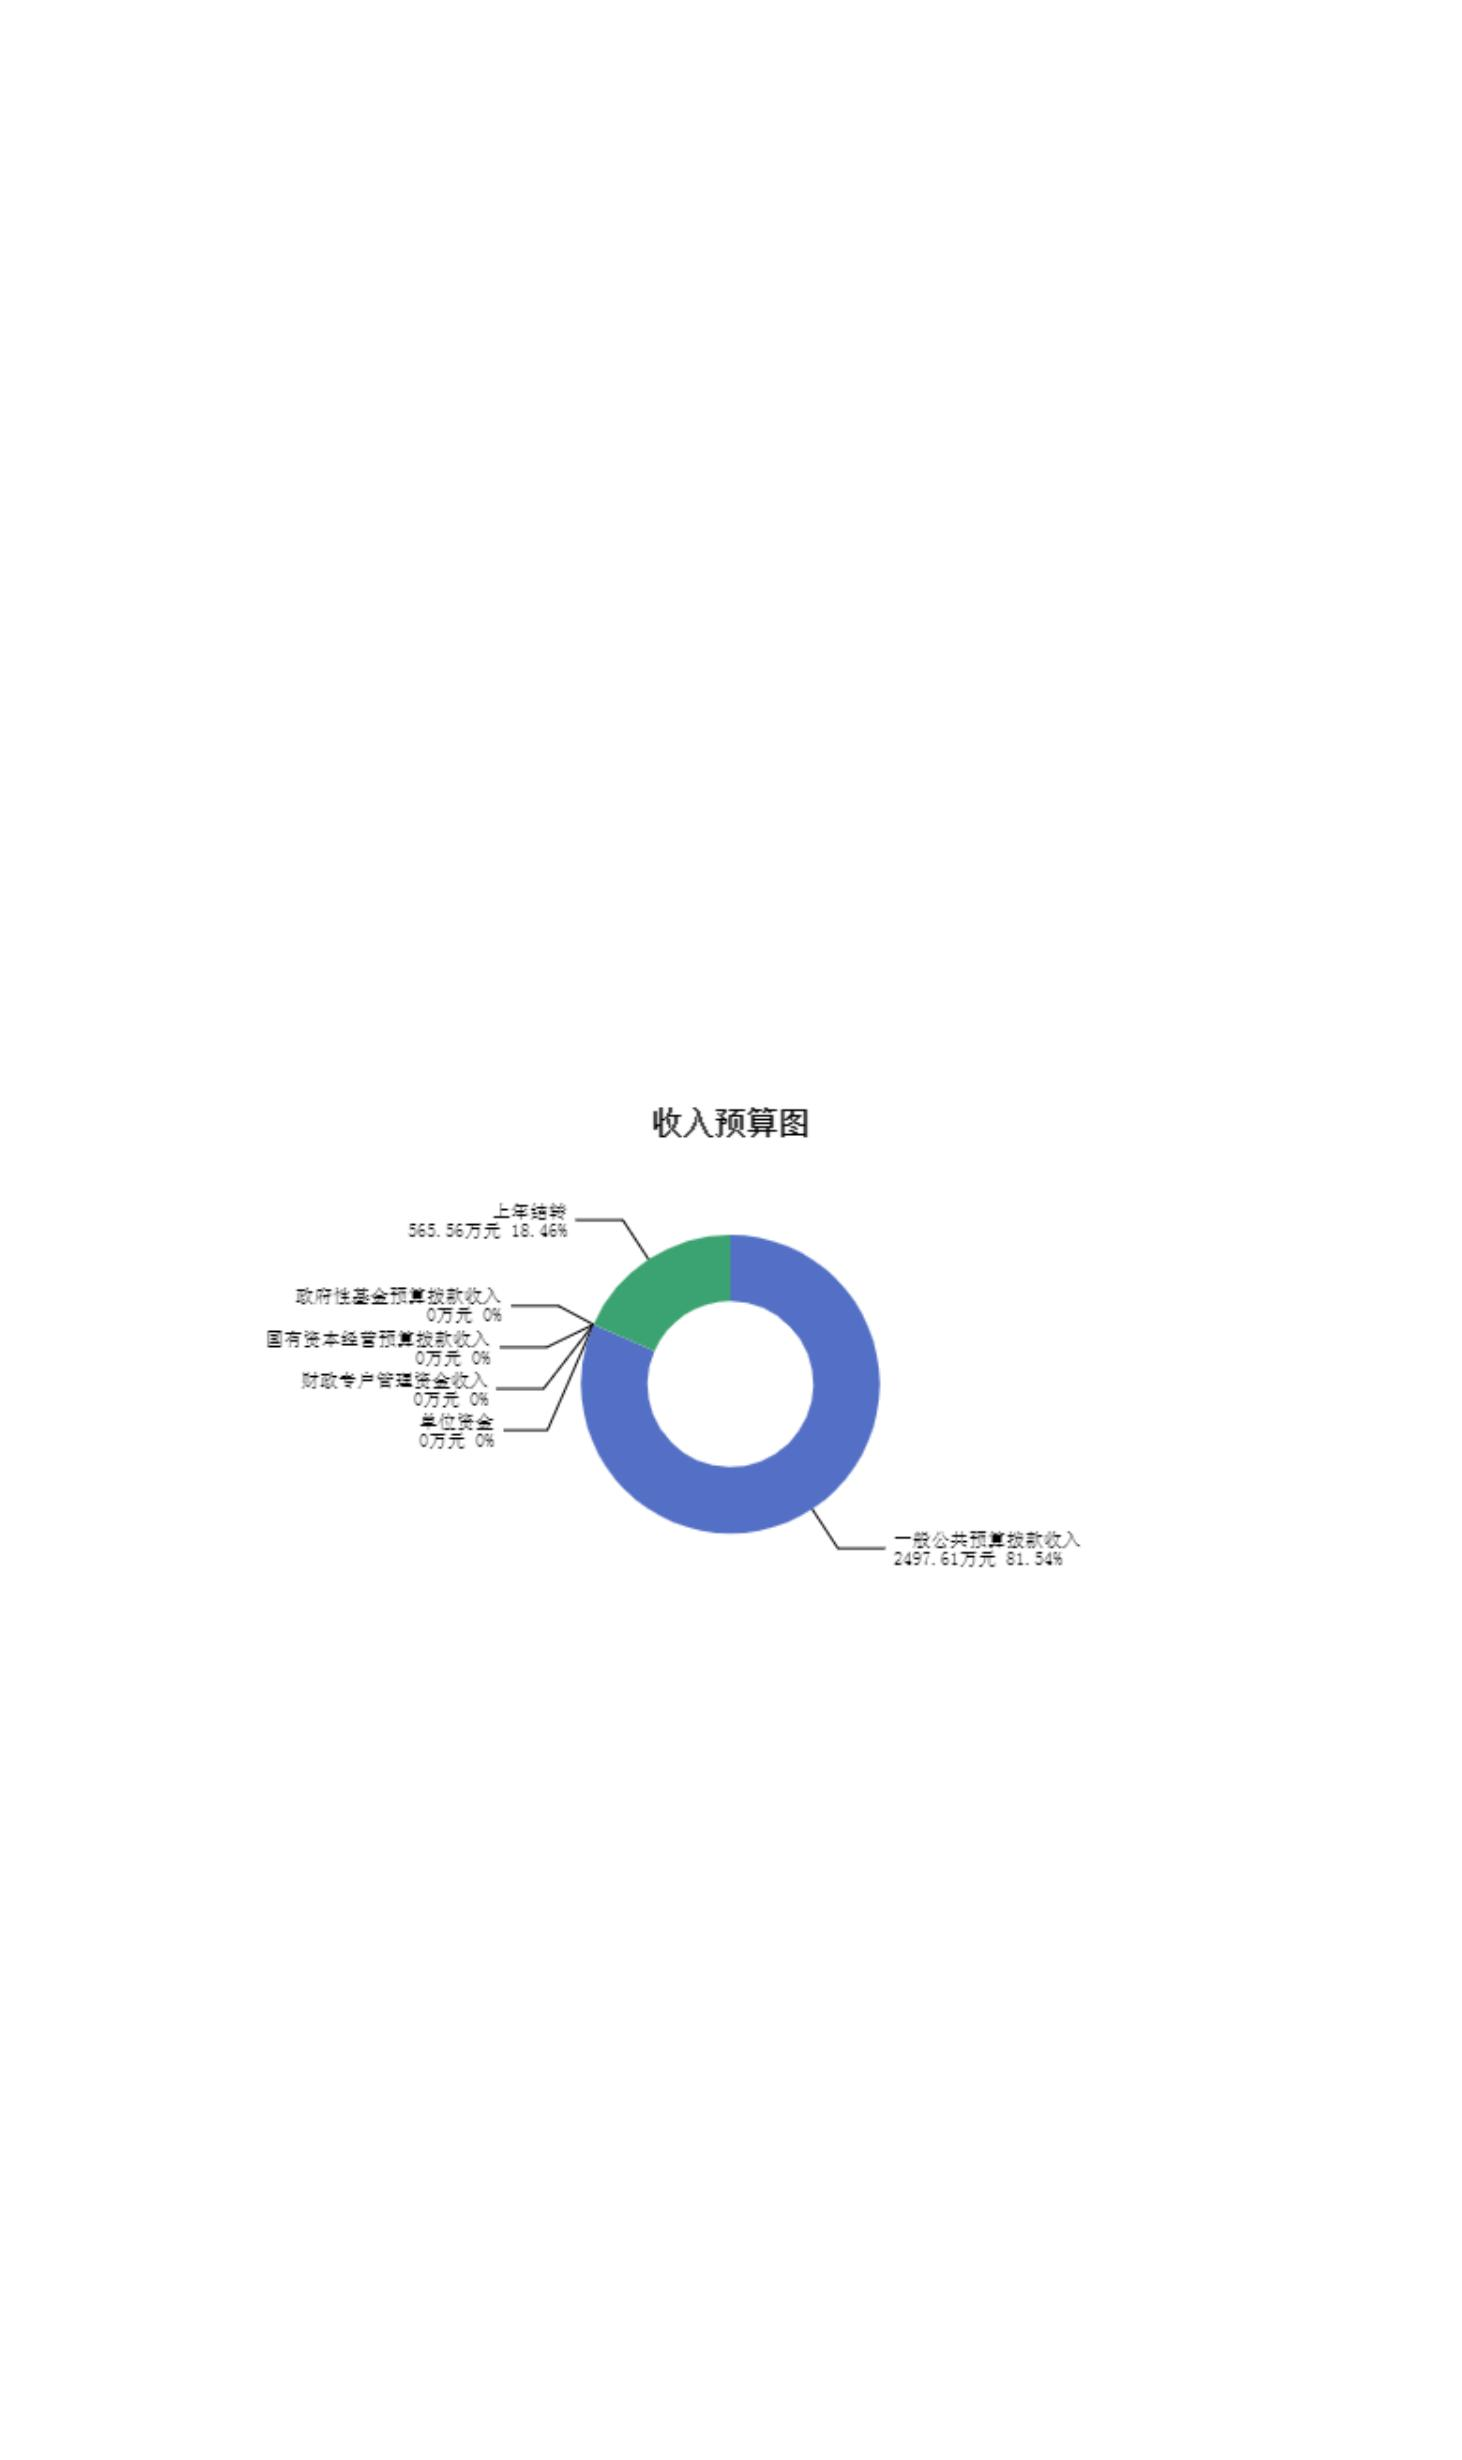 收入预算图
上年结转
565.56万元 18.46%
政府性基金预算拨款收入
0万元 0%
国有资本经营预算拨款收入
0万元 0%
财政专户管理资金收入
0万元 0%
单位资金
0万元 0%
一般公共预算拨款收入
2497.61万元 81.54%